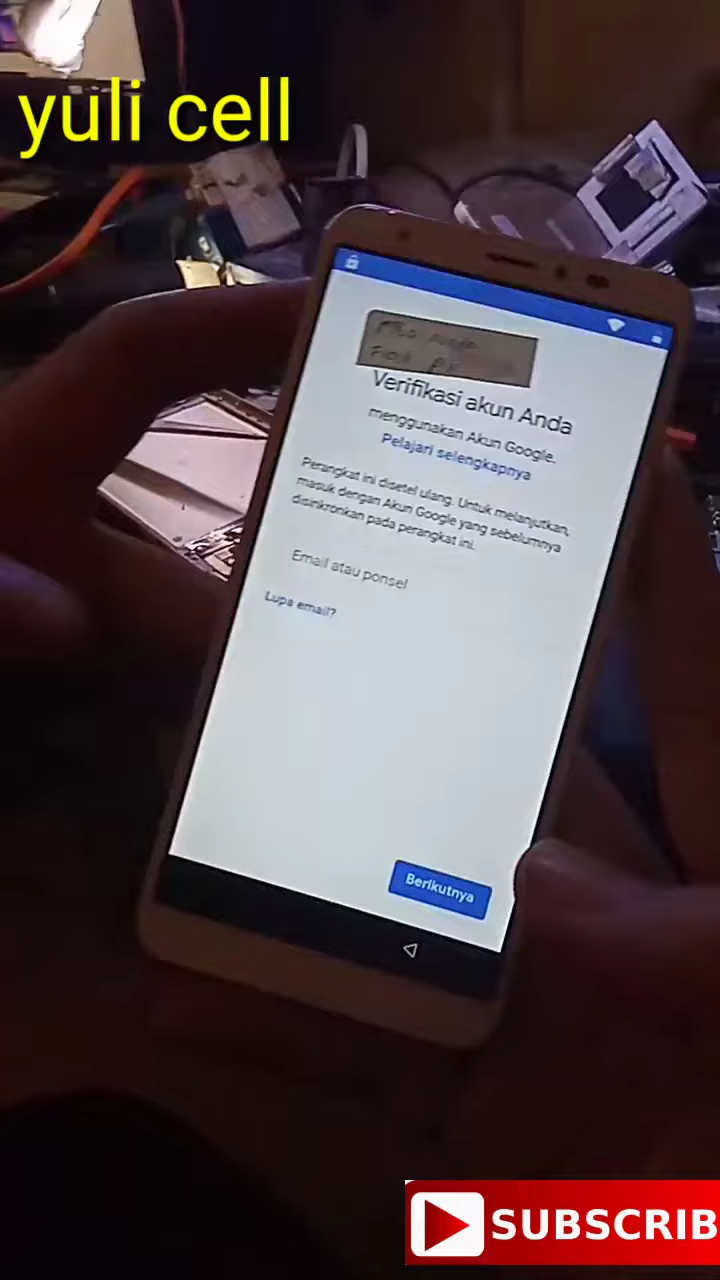 yuli cell
Verifikasi akun Anda
menggunakan Akun Google.
Pelajari selengkapnya
Perangkat ini disetel ulang. Untuk melanjutkan,
masuk dengan Akun Google yang sebelumnya
disinkronkan pada perangkat ini.
Email atau ponsel
Lupa email?
Berikutnya
SUBSCRIB